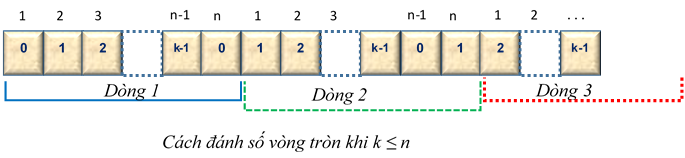 1 2 3 n-1 n 1 2 3 n-1 n 1 2 ...
0 1 2 k-1 0 1 2 k-1 0 1 2 k-1
Dòng 1 Dòng 2 Dòng 3
Cách đánh số vòng tròn khi k ≤ n